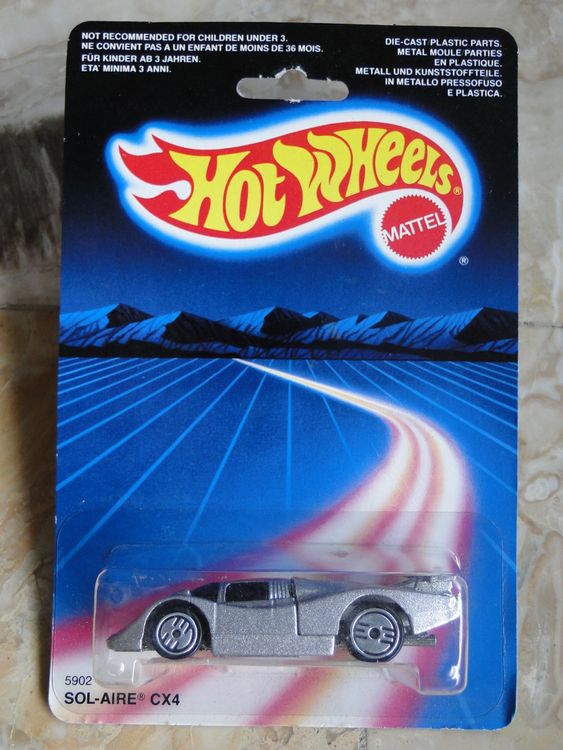 NOT RECOMMENDED FOR CHILDREN UNDER 3.
NE CONVIENT PAS A UN ENFANT DE MOINS DE 36 MOIS.
FÜR KINDER AB 3 JAHREN.
ETA' MINIMA 3 ANNI.
DIE-CAST/PLASTIC PARTS.
METAL MOULE PARTIES
EN PLASTIQUE.
METALL UND KUNSTSTOFFTEILE.
IN METALLO PRESSOFUSO
E PLASTICA.
HOT WHEELS®
MATTEL
®
5902
SOL-AIRE® CX4